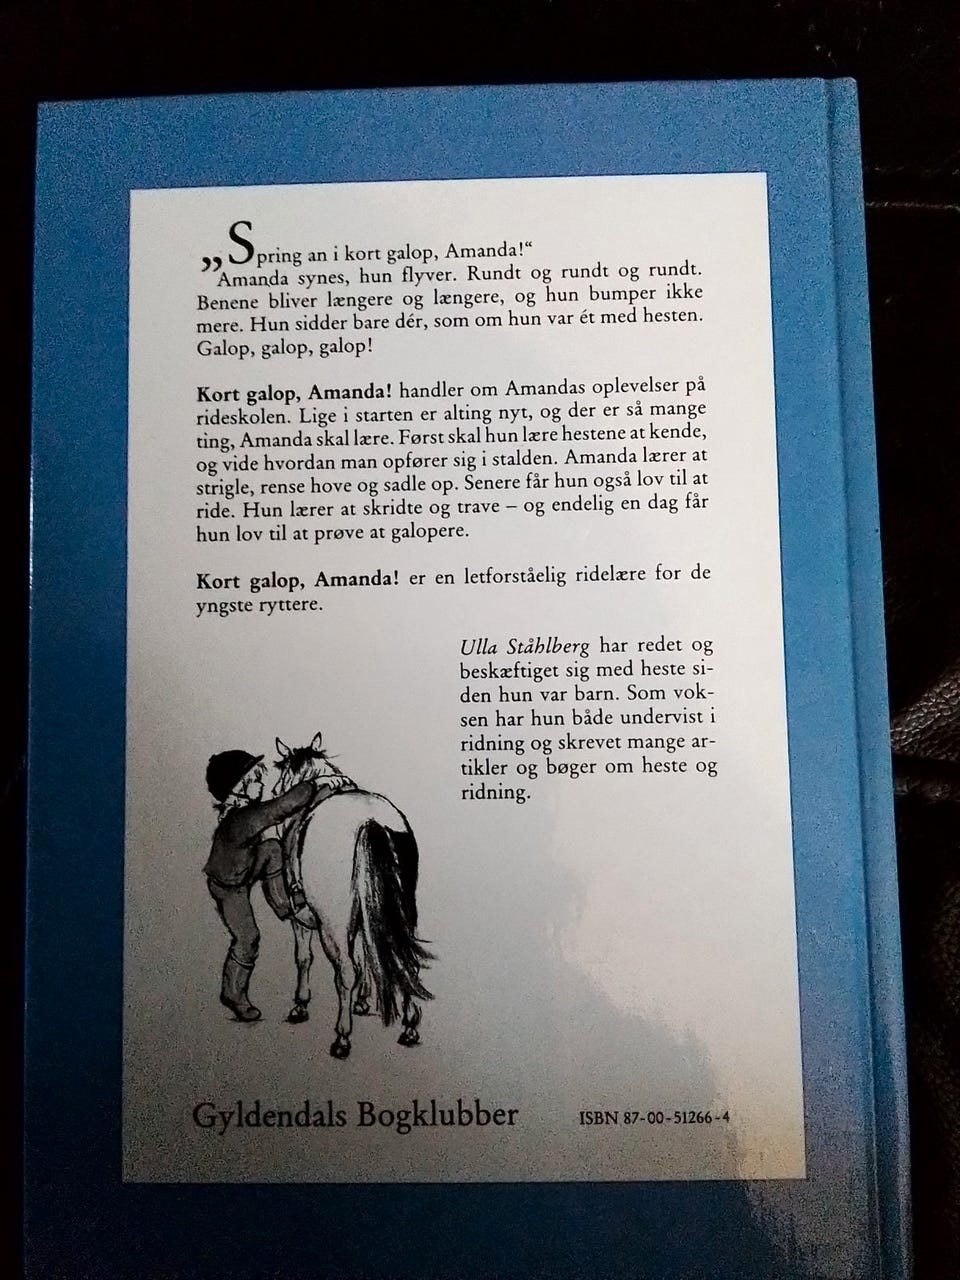 „Spring an i kort galop, Amanda!“
Amanda synes, hun flyver. Rundt og rundt og rundt.
Benene bliver længere og længere, og hun bumper ikke
mere. Hun sidder bare dér, som om hun var ét med hesten.
Galop, galop, galop!
Kort galop, Amanda! handler om Amandas oplevelser på
rideskolen. Lige i starten er alting nyt, og der er så mange
ting, Amanda skal lære. Først skal hun lære hestene at kende,
og vide hvordan man opfører sig i stalden. Amanda lærer at
strigle, rense hove og sadle op. Senere får hun også lov til at
ride. Hun lærer at skridte og trave – og endelig en dag får
hun lov til at prøve at galopere.
Kort galop, Amanda! er en letforståelig ridelære for de
yngste ryttere.
Ulla Ståhlberg har redet og
beskæftiget sig med heste si-
den hun var barn. Som vok-
sen har hun både undervist i
ridning og skrevet mange ar-
tikler og bøger om heste og
ridning.
Gyldendals Bogklubber
ISBN 87-00-51266-4